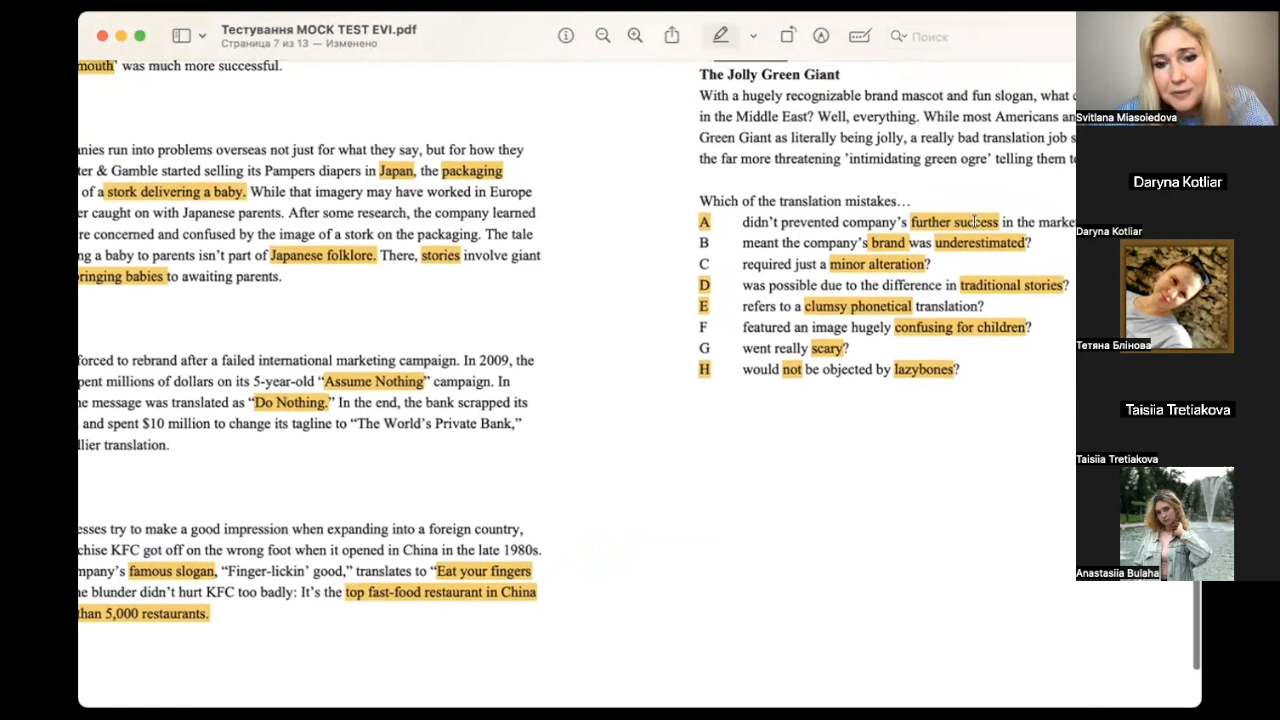 Тестування MOCK TEST EVI.pdf
Страница 7 из 13 — Изменено
Поиск
mouth' was much more successful.
nies run into problems overseas not just for what they say, but for how they
ter & Gamble started selling its Pampers diapers in Japan, the packaging
of a stork delivering a baby. While that imagery may have worked in Europe
er caught on with Japanese parents. After some research, the company learned
re concerned and confused by the image of a stork on the packaging. The tale
ng a baby to parents isn't part of Japanese folklore. There, stories involve giant
ringing babies to awaiting parents.
forced to rebrand after a failed international marketing campaign. In 2009, the
pent millions of dollars on its 5-year-old “Assume Nothing” campaign. In
ne message was translated as “Do Nothing.” In the end, the bank scrapped its
and spent $10 million to change its tagline to “The World's Private Bank,”
llier translation.
esses try to make a good impression when expanding into a foreign country,
chise KFC got off on the wrong foot when it opened in China in the late 1980s.
mpany's famous slogan, “Finger-lickin' good,” translates to “Eat your fingers
ne blunder didn't hurt KFC too badly: It's the top fast-food restaurant in China
than 5,000 restaurants.
The Jolly Green Giant
With a hugely recognizable brand mascot and fun slogan, what
in the Middle East? Well, everything. While most Americans an
Green Giant as literally being jolly, a really bad translation job s
the far more threatening 'intimidating green ogre' telling them t
Which of the translation mistakes…
A didn't prevented company's further success in the marke
B meant the company's brand was underestimated?
C required just a minor alteration?
D was possible due to the difference in traditional stories?
E refers to a clumsy phonetical translation?
F featured an image hugely confusing for children?
G went really scary?
H would not be objected by lazybones?
Svitlana Miasoiedova
Daryna Kotliar
Daryna Kotliar
Тетяна Блінова
Taisiia Tretiakova
Taisiia Tretiakova
Anastasiia Bulaha